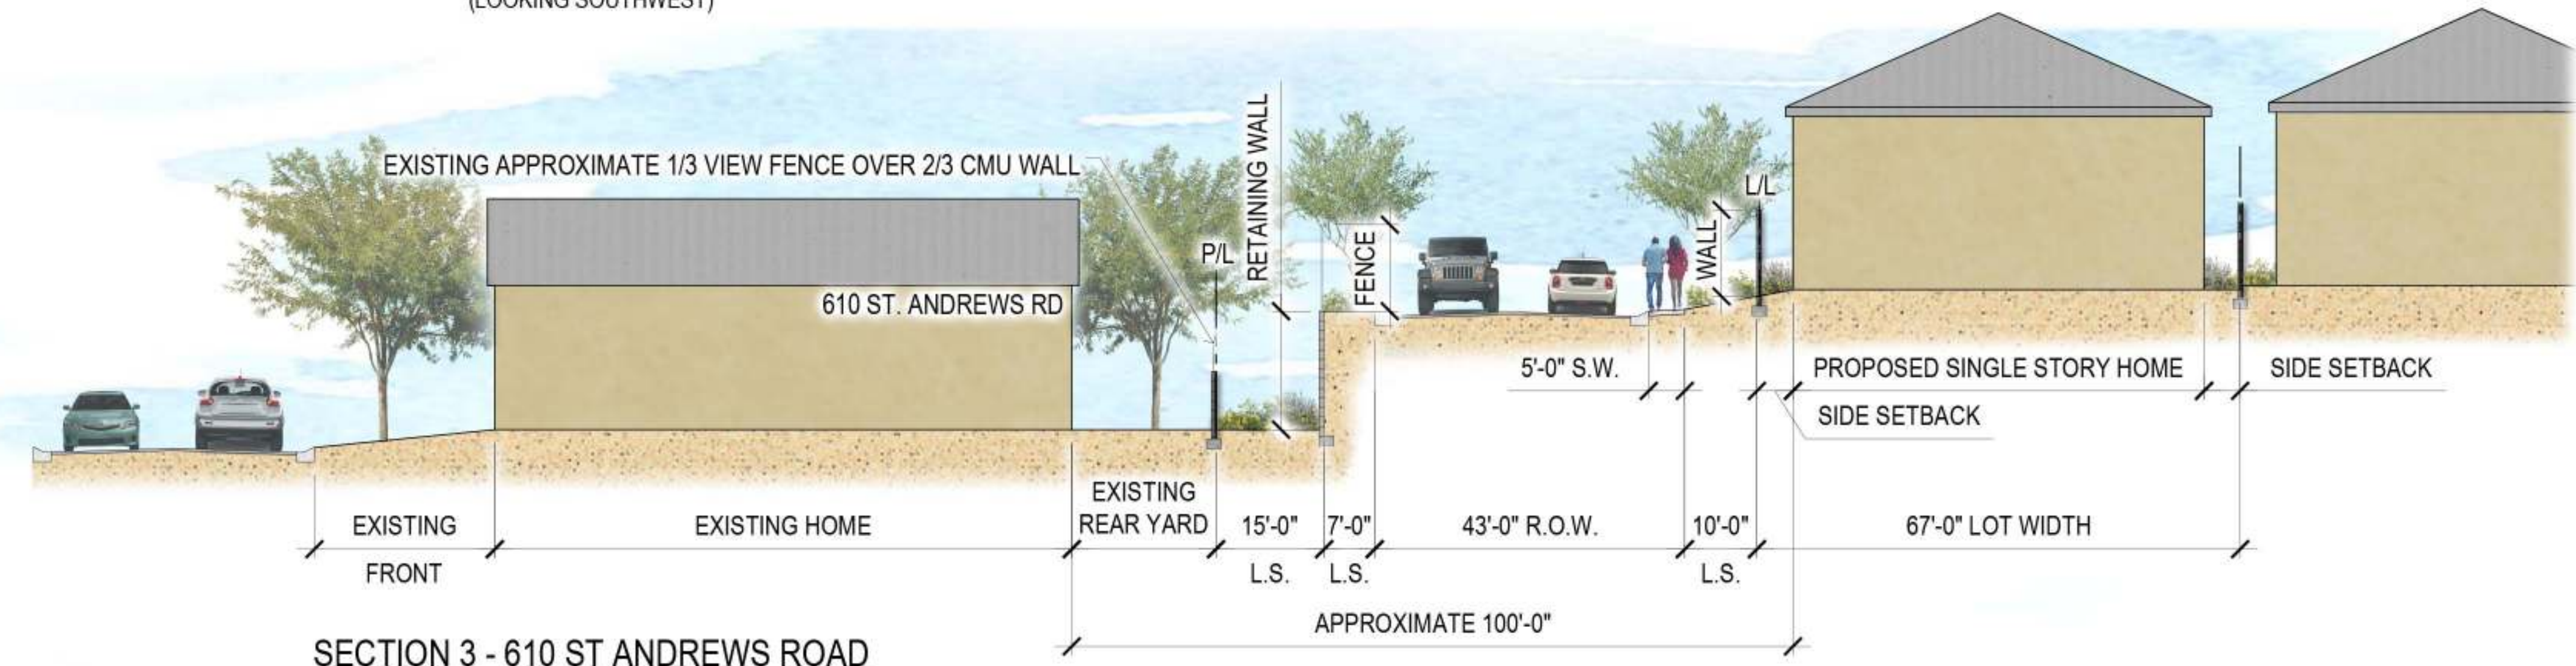 (LOOKING SOUTHWEST)
EXISTING APPROXIMATE 1/3 VIEW FENCE OVER 2/3 CMU WALL
RETAINING WALL
L/L
P/L
FENCE
WALL
610 ST. ANDREWS RD
5'-0" S.W.
PROPOSED SINGLE STORY HOME
SIDE SETBACK
SIDE SETBACK
EXISTING
FRONT
EXISTING HOME
EXISTING
REAR YARD
15'-0"
L.S.
7'-0"
L.S.
43'-0" R.O.W.
10'-0"
L.S.
67'-0" LOT WIDTH
APPROXIMATE 100'-0"
SECTION 3 - 610 ST ANDREWS ROAD